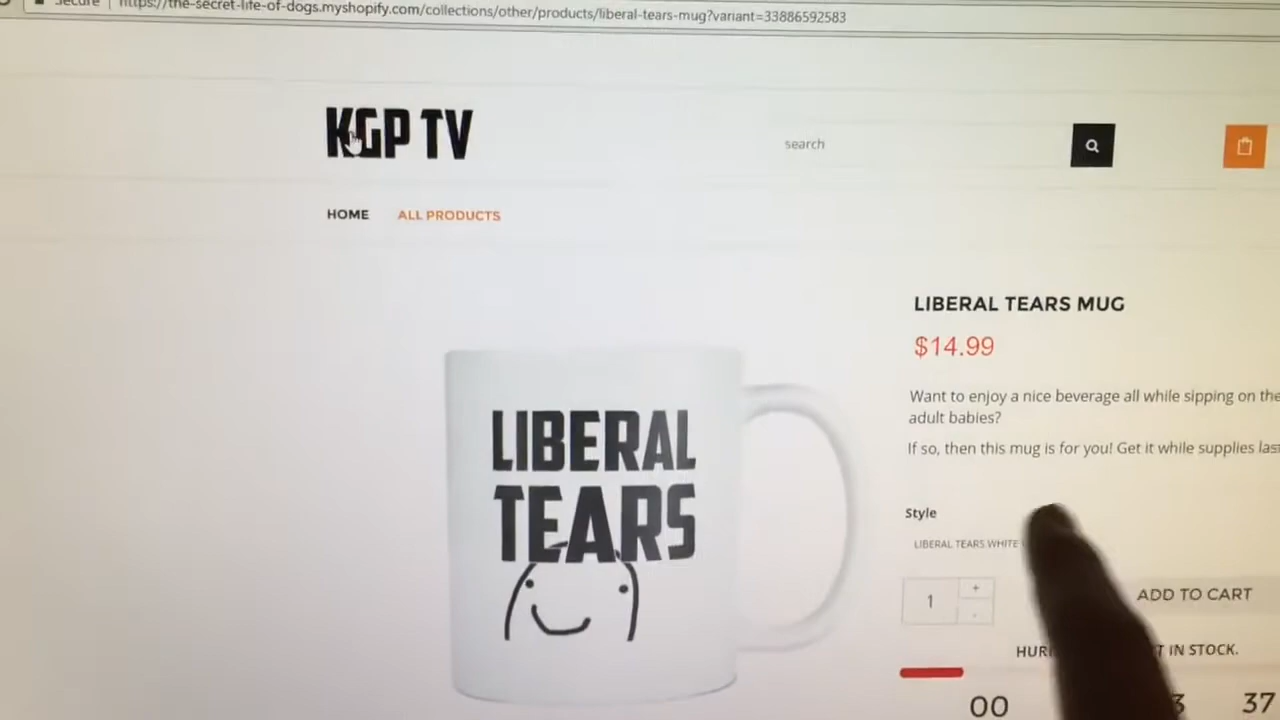 Secure https://the-secret-life-of-dogs.myshopify.com/collections/other/products/liberal-tears-mug?variant=33886592583
KGP TV
search
HOME ALL PRODUCTS
LIBERAL TEARS MUG
$14.99
Want to enjoy a nice beverage all while sipping on the
adult babies?
If so, then this mug is for you! Get it while supplies
LIBERAL
TEARS
Style
LIBERAL TEARS WHITE
1 + -
ADD TO CART
IN STOCK.
00 37